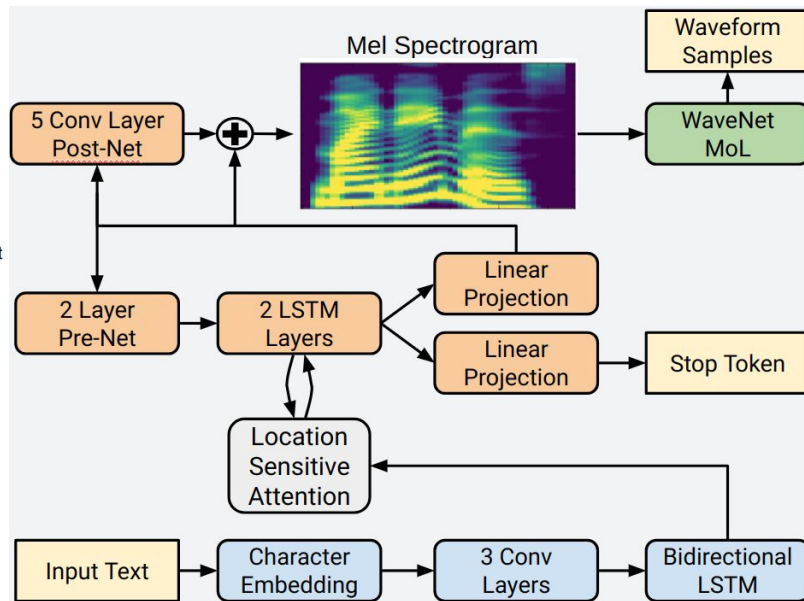 Mel Spectrogram
Waveform
Samples
5 Conv Layer
Post-Net
WaveNet
MoL
t
Linear
Projection
2 Layer
Pre-Net
2 LSTM
Layers
Linear
Projection
Stop Token
Location
Sensitive
Attention
Input Text
Character
Embedding
3 Conv
Layers
Bidirectional
LSTM